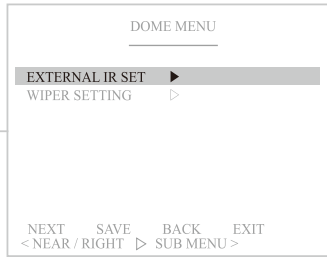 DOME MENU
EXTERNAL IR SET ▶
WIPER SETTING ▷
NEXT SAVE BACK EXIT
< NEAR / RIGHT ▷ SUB MENU >